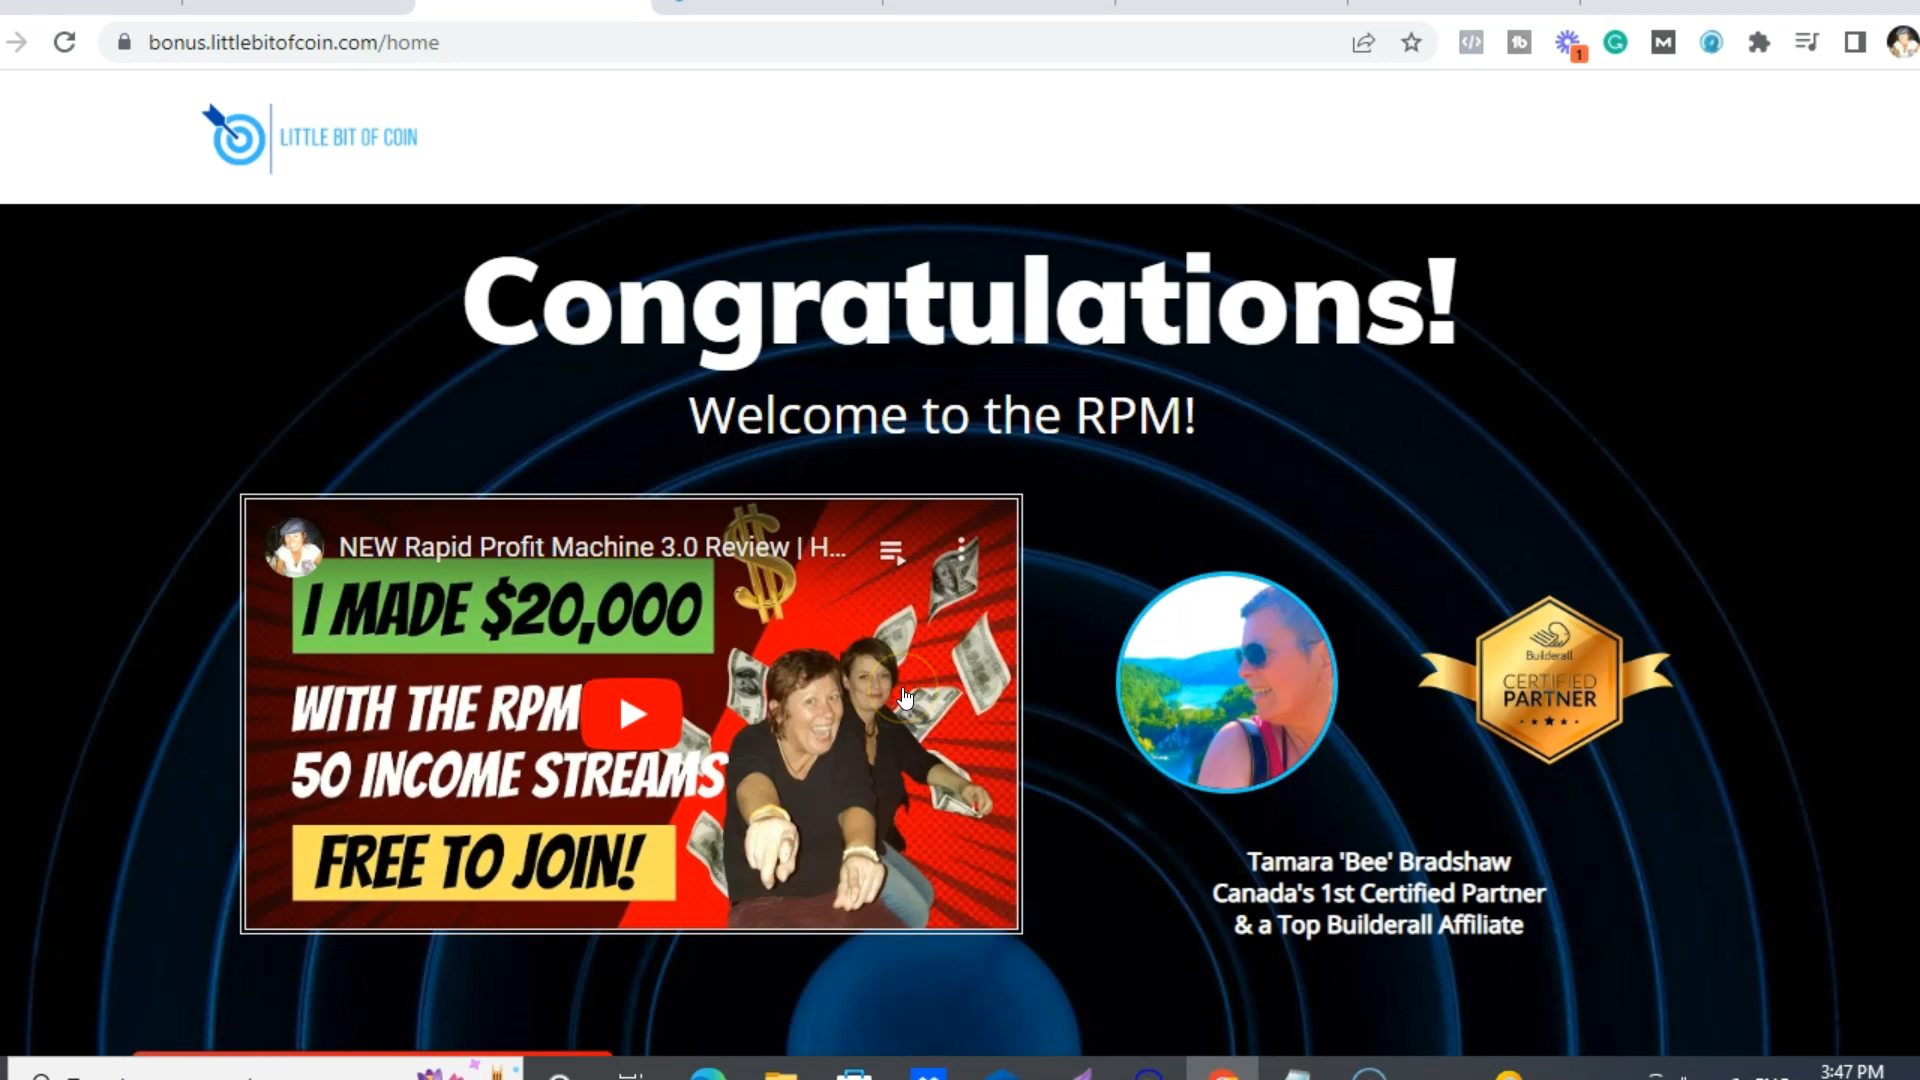 bonus.littlebitofcoin.com/home
1
LITTLE BIT OF COIN
Congratulations!
Welcome to the RPM!
NEW Rapid Profit Machine 3.0 Review | H...
I MADE $20,000
WITH THE RPM
50 INCOME STREAMS
FREE TO JOIN!
Builderall
CERTIFIED
PARTNER
Tamara 'Bee' Bradshaw
Canada's 1st Certified Partner
& a Top Builderall Affiliate
3:47 PM